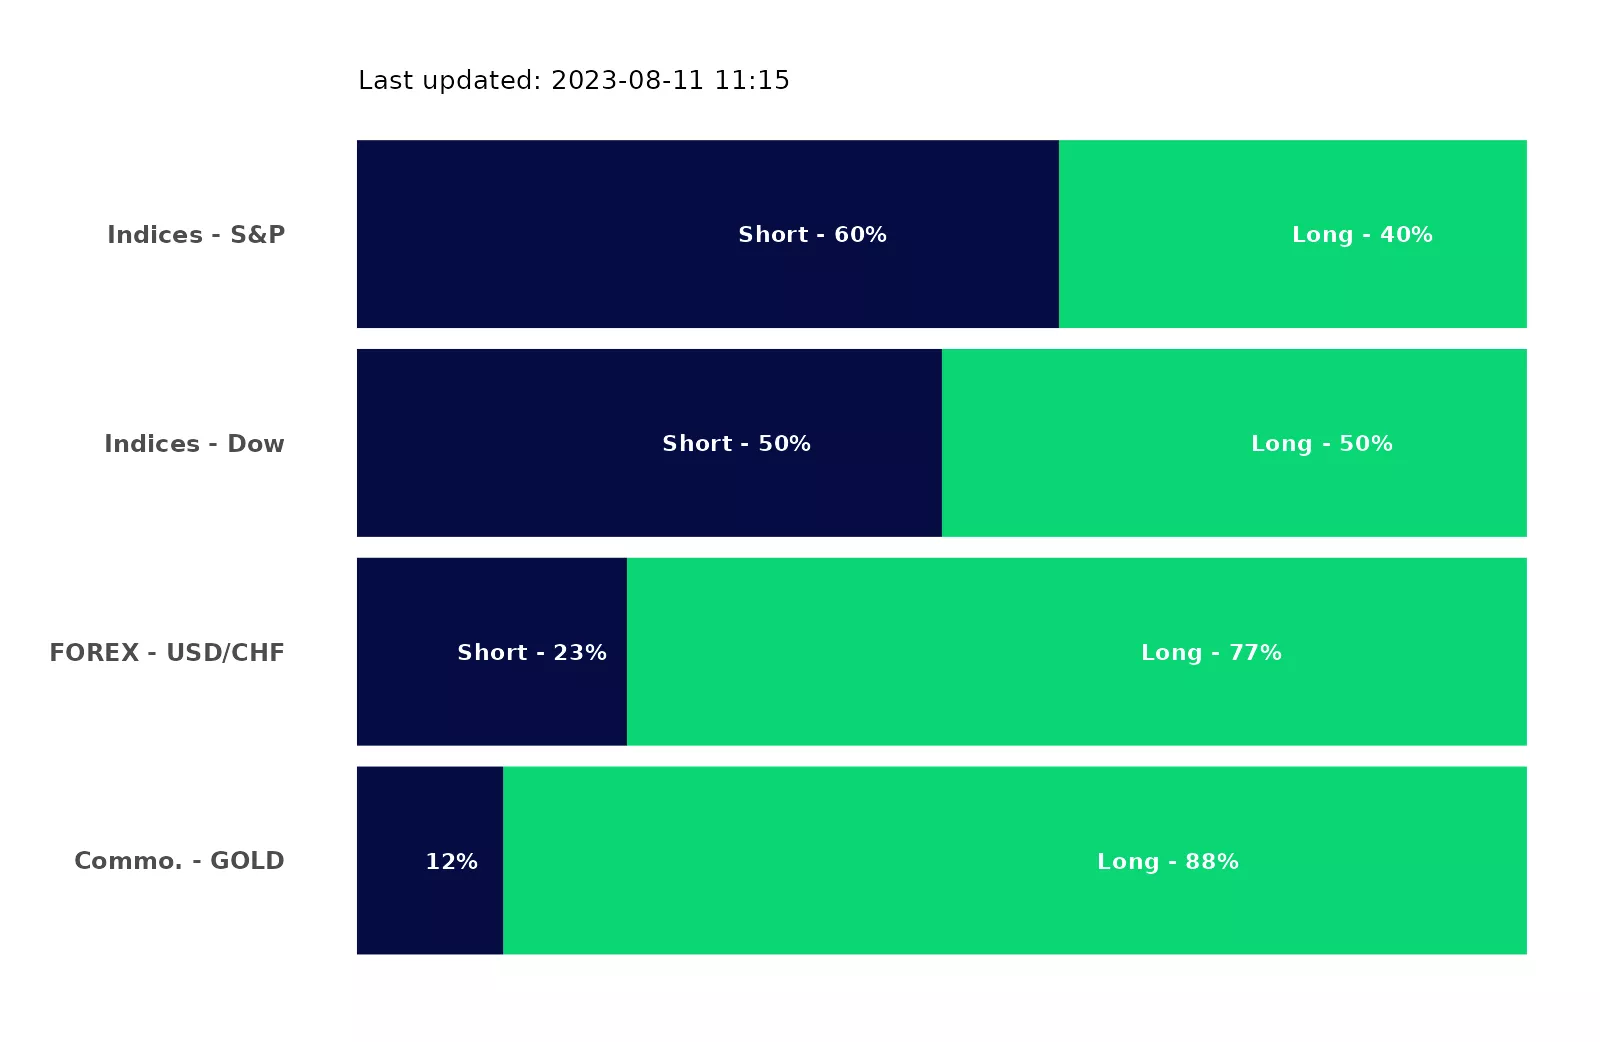 Last updated: 2023-08-11 11:15
Indices - S&P
Short - 60%
Long - 40%
Indices - Dow
Short - 50%
Long - 50%
FOREX - USD/CHF
Short - 23%
Long - 77%
Commo. - GOLD
12%
Long - 88%